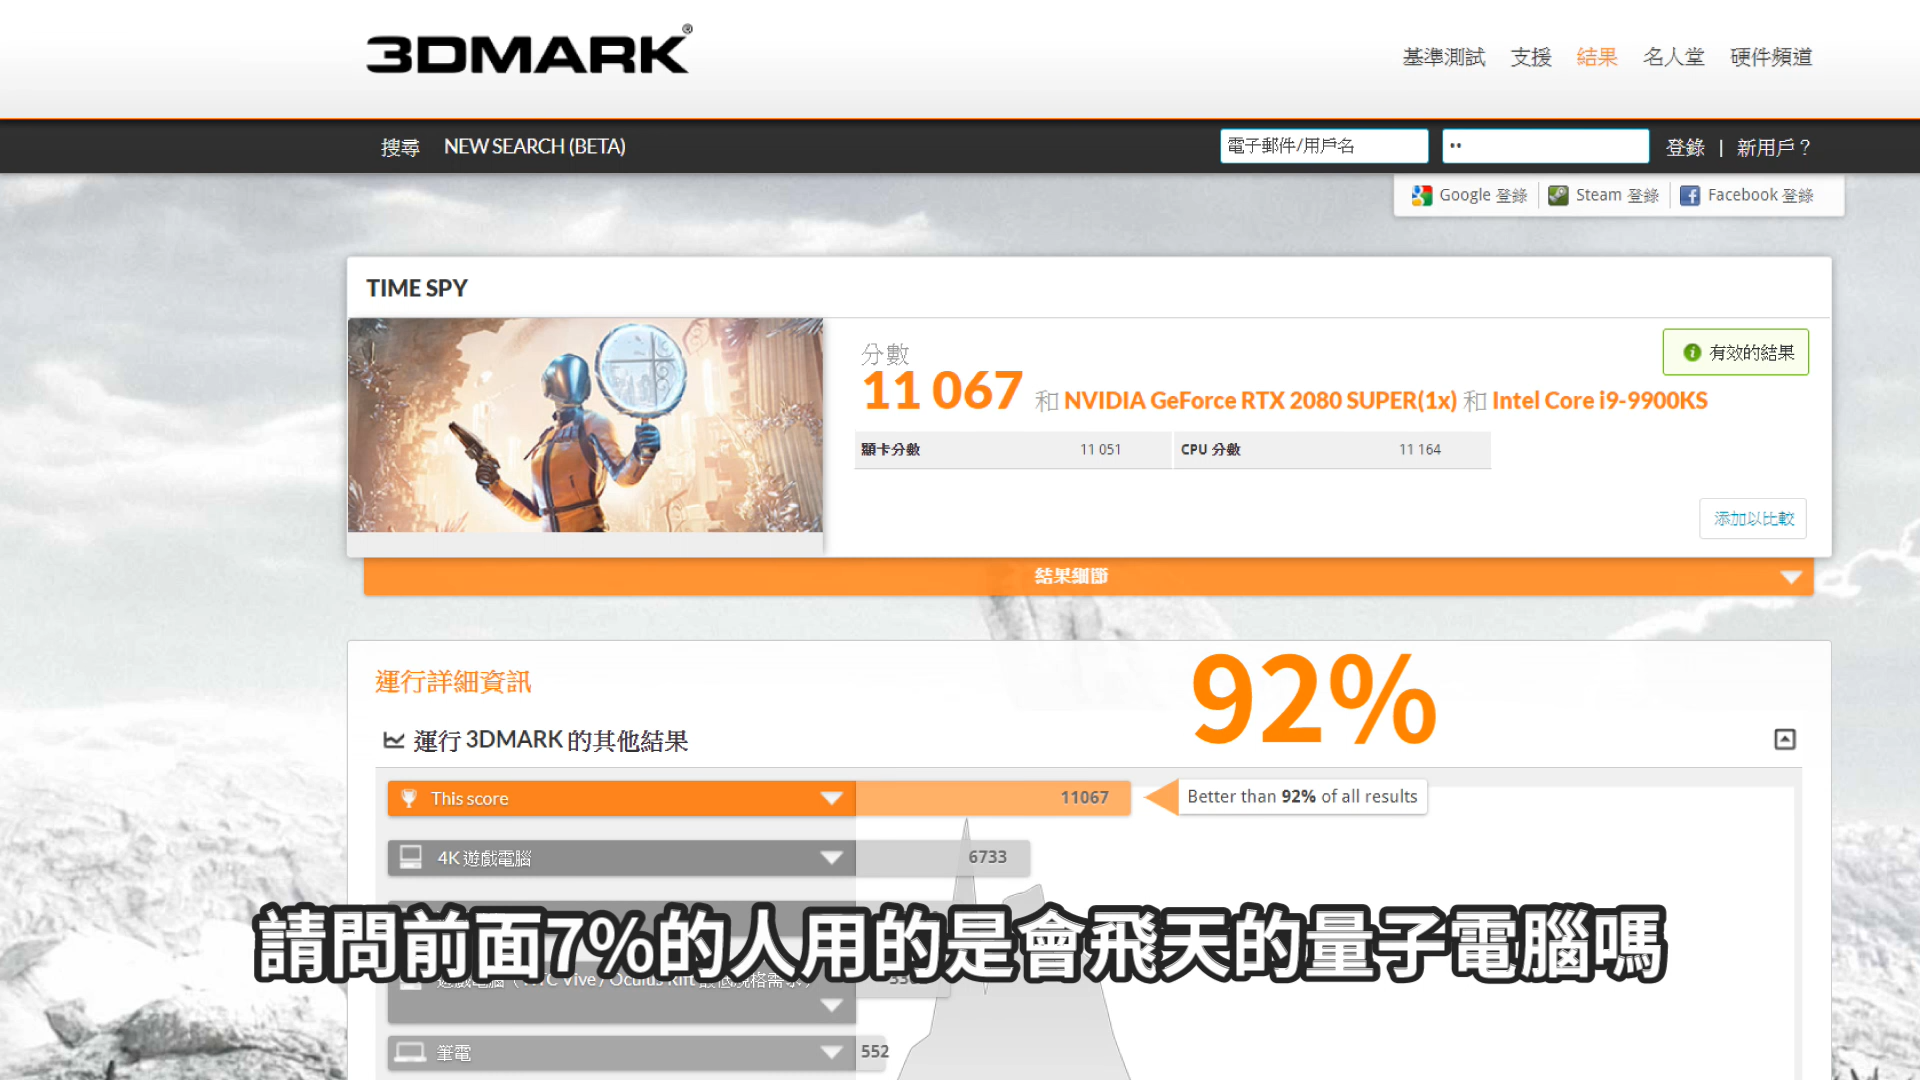 3DMARK®
基準測試 支援 結果 名人堂 硬件頻道
搜尋 NEW SEARCH (BETA) 電子郵件/用戶名 •• 登錄 | 新用戶？
Google 登錄 Steam 登錄 Facebook 登錄
TIME SPY
有效的結果
分數
11 067 和 NVIDIA GeForce RTX 2080 SUPER(1x) 和 Intel Core i9-9900KS
顯卡分數 11 051 CPU 分數 11 164
添加以比較
結果細節
運行詳細資訊
92%
運行 3DMARK 的其他結果
This score 11067 Better than 92% of all results
4K 遊戲電腦 6733
請問前面7%的人用的是會飛天的量子電腦嗎
Vive / Oculus Rift
筆電 552